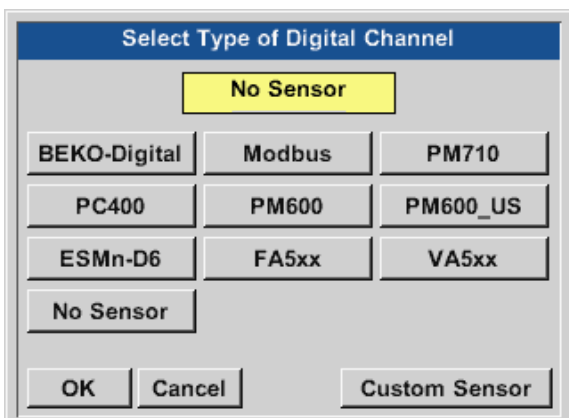 Select Type of Digital Channel
No Sensor
BEKO-Digital Modbus PM710
PC400 PM600 PM600_US
ESMn-D6 FA5xx VA5xx
No Sensor
OK Cancel Custom Sensor